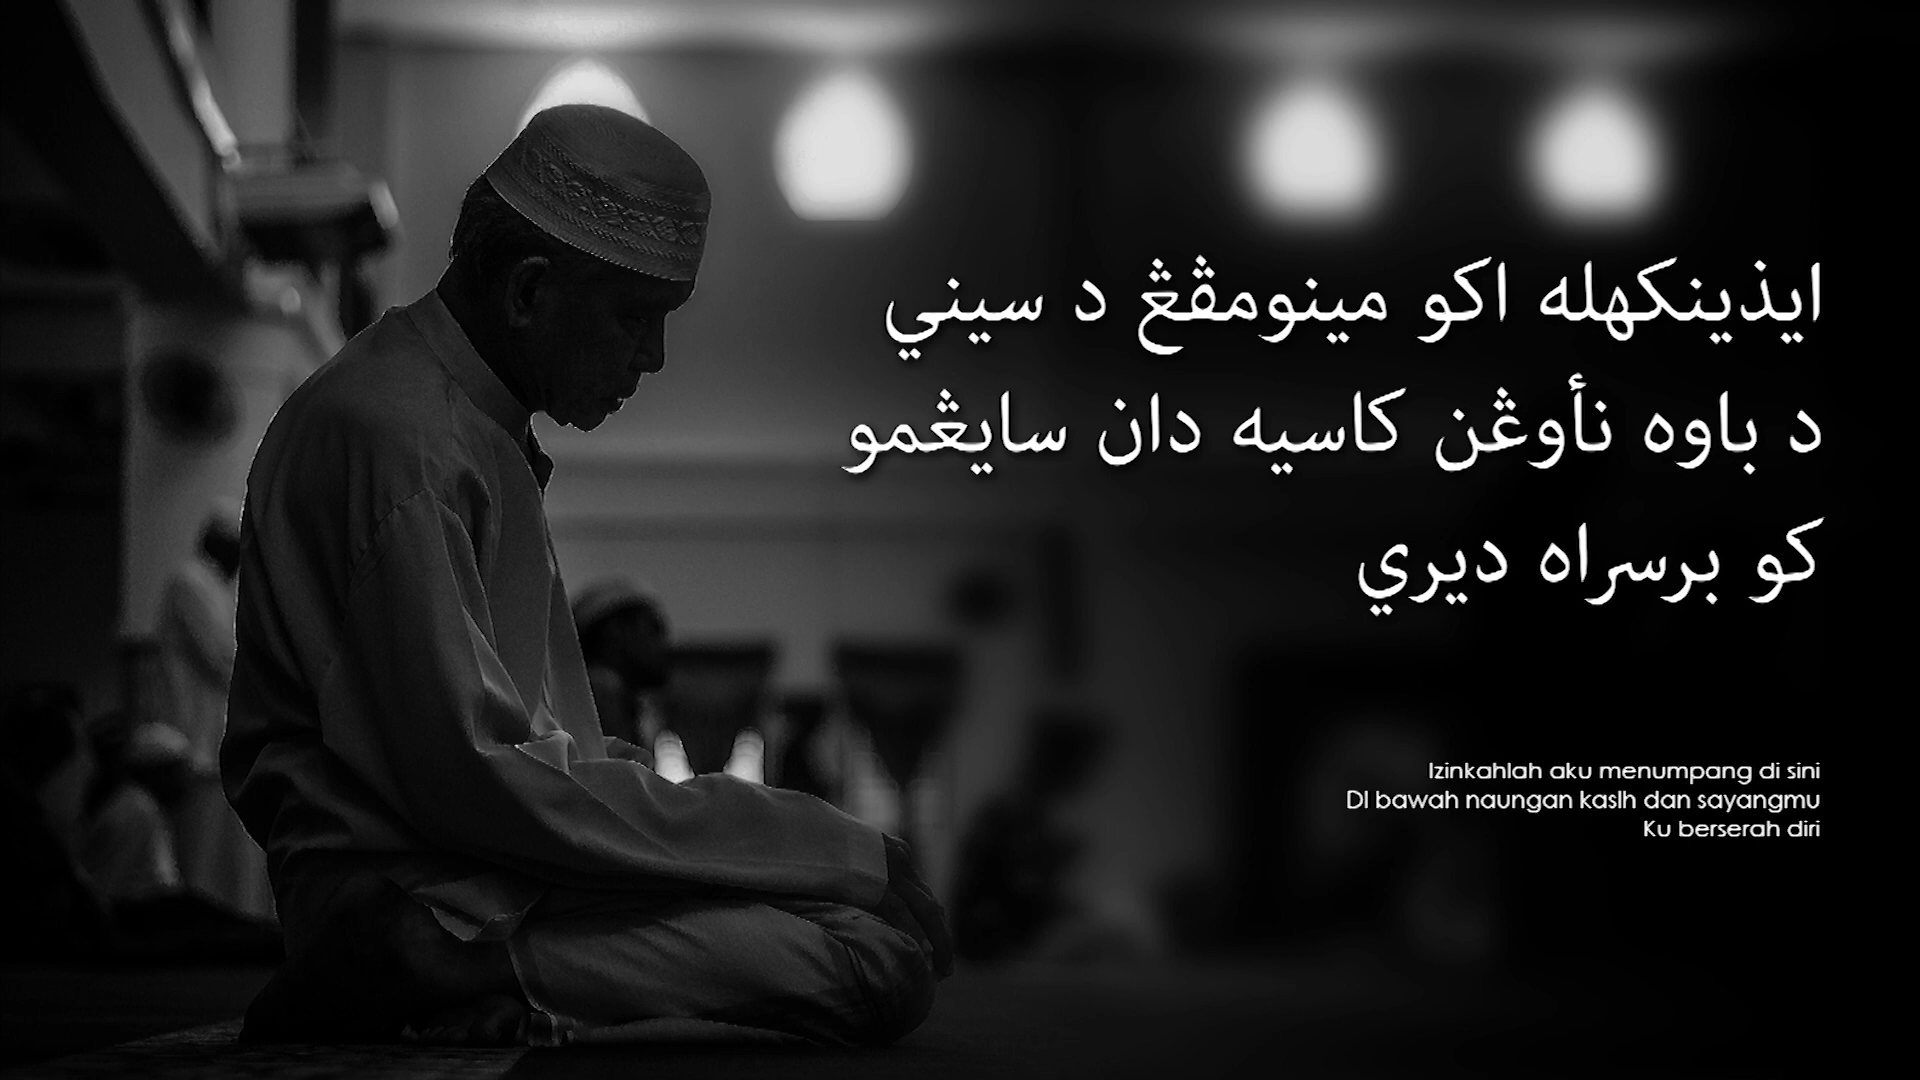 ايذينكهله اكو مينومڤڠ د سيني
د باوه نأوڠن كاسيه دان سايڠمو
كو برسراه ديري
Izinkahlah aku menumpang di sini
DI bawah naungan kasIh dan sayangmu
Ku berserah diri